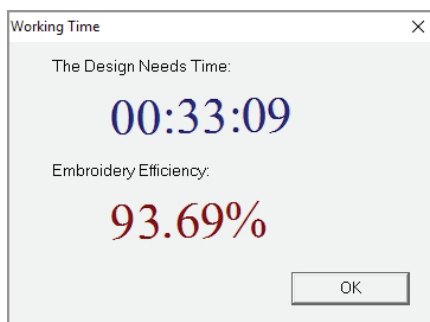 Working Time
The Design Needs Time:
00:33:09
Embroidery Efficiency:
93.69%
OK